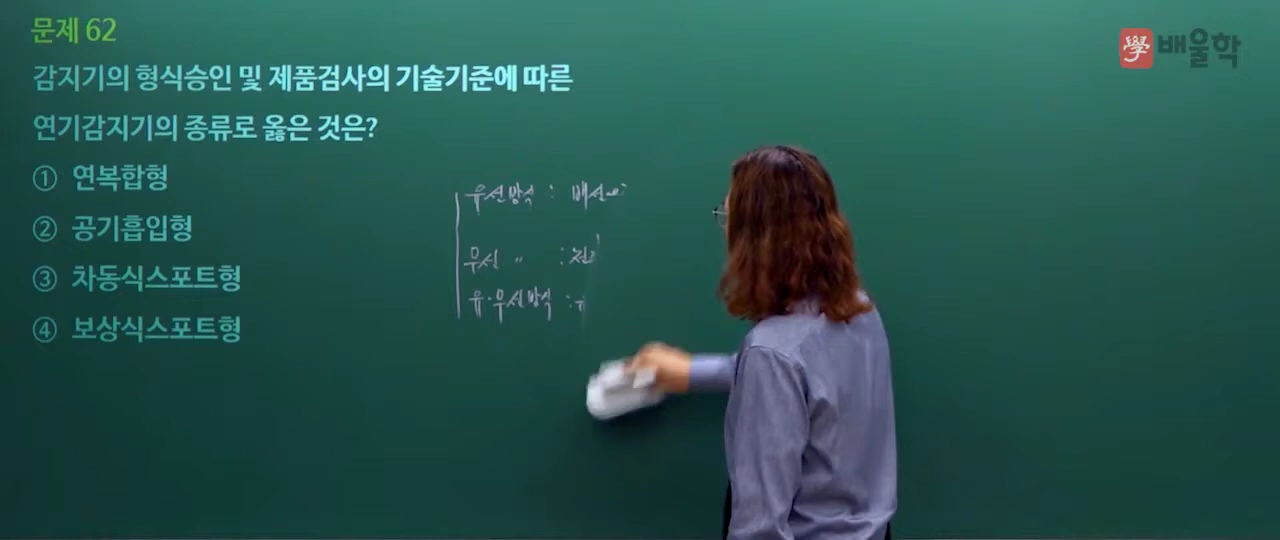 문제 62
學 배울학
감지기의 형식승인 및 제품검사의 기술기준에 따른
연기감지기의 종류로 옳은 것은?
① 연복합형
② 공기흡입형
③ 차동식스포트형
④ 보상식스포트형
유선방식 : 배선
무선 〃 :
유·무선방식 :